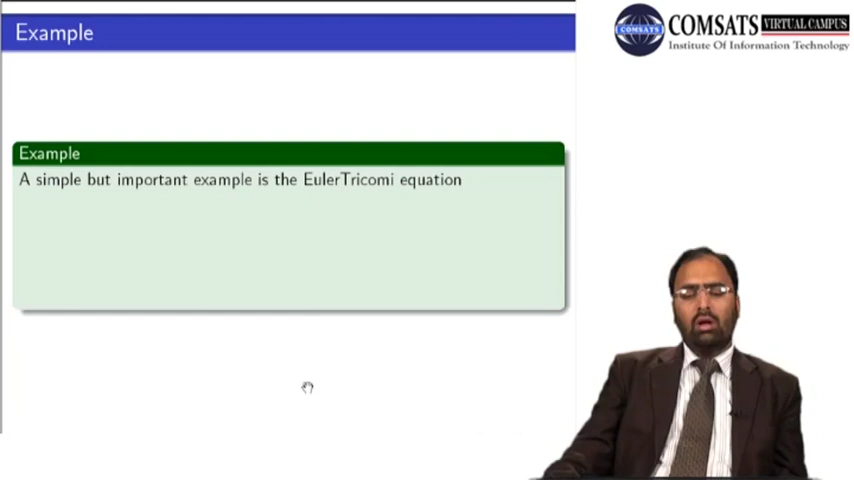 Example
COMSATS VIRTUAL CAMPUS
COMSATS
Institute Of Information Technology
Example
A simple but important example is the EulerTricomi equation